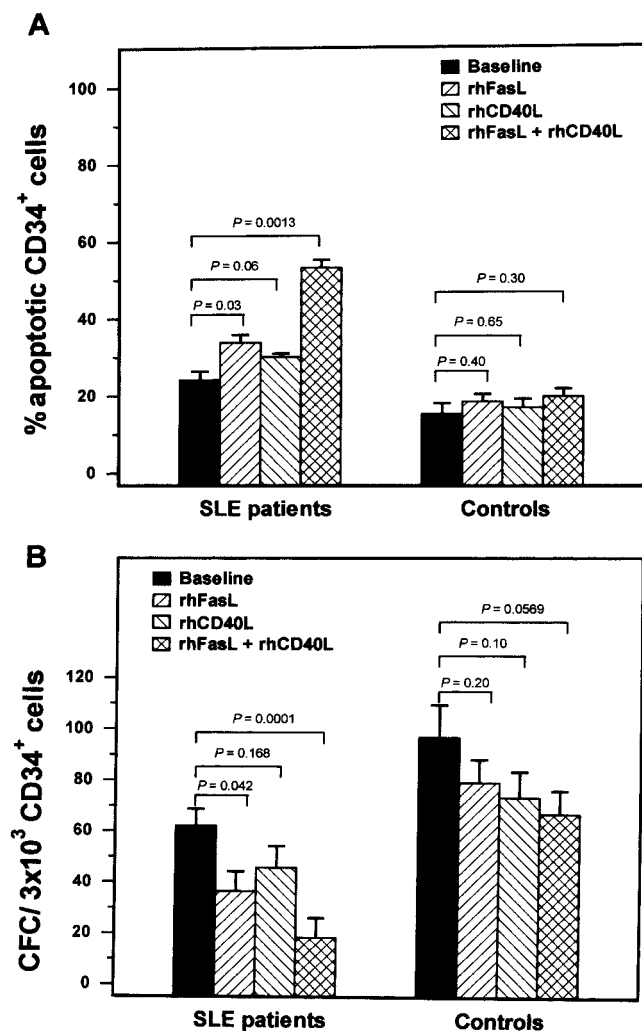 A
Baseline
rhFasL
rhCD40L
rhFasL + rhCD40L
% apoptotic CD34+ cells
100
80
60
40
20
0
P = 0.0013
P = 0.06
P = 0.03
P = 0.30
P = 0.65
P = 0.40
SLE patients
Controls
B
Baseline
rhFasL
rhCD40L
rhFasL + rhCD40L
CFC/ 3x10³ CD34⁺ cells
120
100
80
60
40
20
0
P = 0.0001
P = 0.168
P = 0.042
P = 0.0569
P = 0.10
P = 0.20
SLE patients
Controls